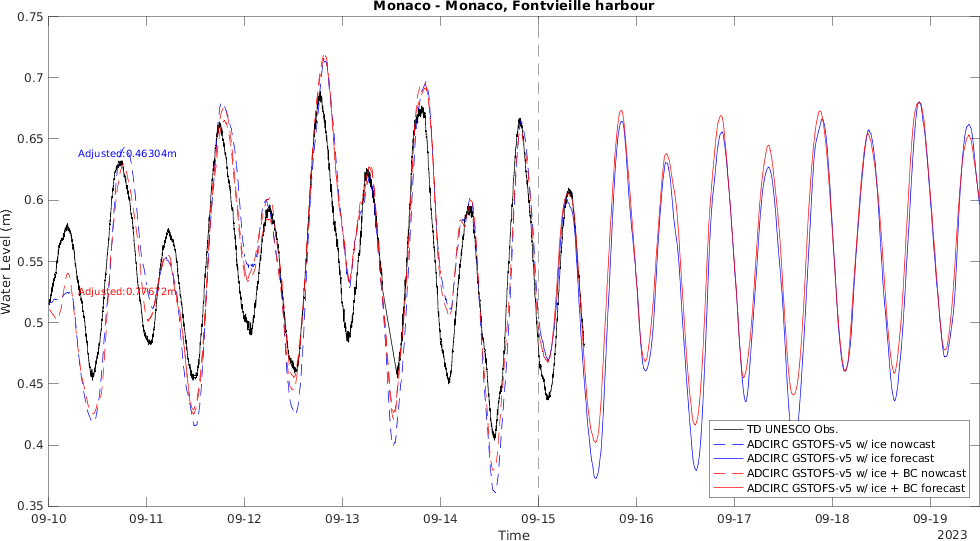 Monaco - Monaco, Fontvieille harbour
0.75
0.7
0.65
0.6
0.55
0.5
0.45
0.4
0.35
Water Level (m)
Adjusted:0.46304m
Adjusted:0.77672m
TD UNESCO Obs.
ADCIRC GSTOFS-v5 w/ ice nowcast
ADCIRC GSTOFS-v5 w/ ice forecast
ADCIRC GSTOFS-v5 w/ ice + BC nowcast
ADCIRC GSTOFS-v5 w/ ice + BC forecast
09-10 09-11 09-12 09-13 09-14 09-15 09-16 09-17 09-18 09-19
Time
2023